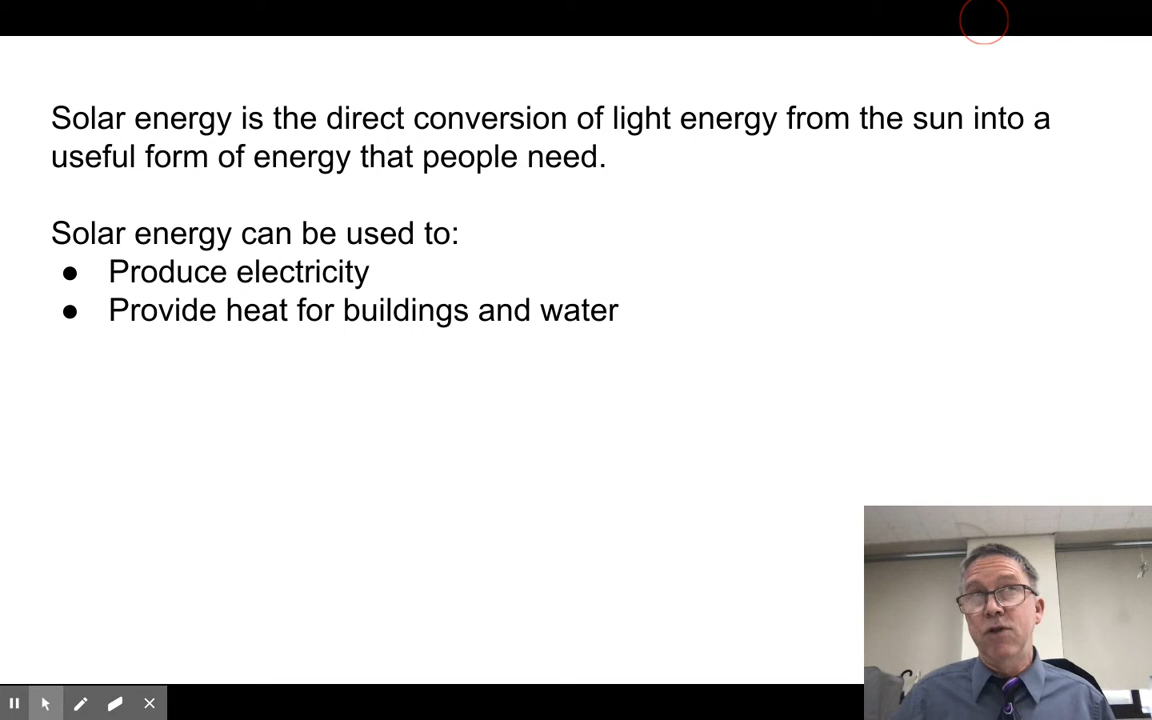 Solar energy is the direct conversion of light energy from the sun into a
useful form of energy that people need.
Solar energy can be used to:
● Produce electricity
● Provide heat for buildings and water